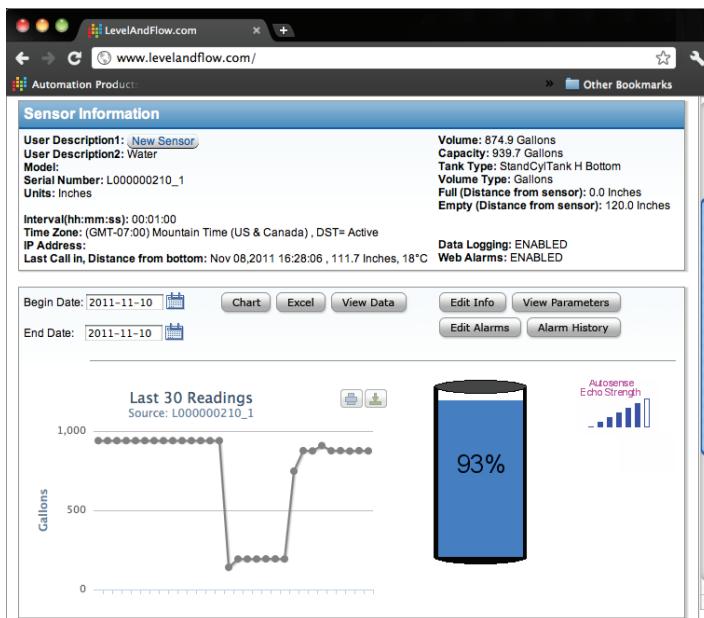 LevelAndFlow.com
www.levelandflow.com/
Automation Product
» Other Bookmarks
Sensor Information
User Description1: New Sensor
User Description2: Water
Model:
Serial Number: L000000210_1
Units: Inches
Interval(hh:mm:ss): 00:01:00
Time Zone: (GMT-07:00) Mountain Time (US & Canada) , DST= Active
IP Address:
Last Call in, Distance from bottom: Nov 08,2011 16:28:06 , 111.7 Inches, 18°C
Volume: 874.9 Gallons
Capacity: 939.7 Gallons
Tank Type: StandCylTank H Bottom
Volume Type: Gallons
Full (Distance from sensor): 0.0 Inches
Empty (Distance from sensor): 120.0 Inches
Data Logging: ENABLED
Web Alarms: ENABLED
Begin Date: 2011-11-10
End Date: 2011-11-10
Chart Excel View Data
Edit Info View Parameters
Edit Alarms Alarm History
Last 30 Readings
Source: L000000210_1
1,000
500
0
Gallons
93%
Autosense
Echo Strength